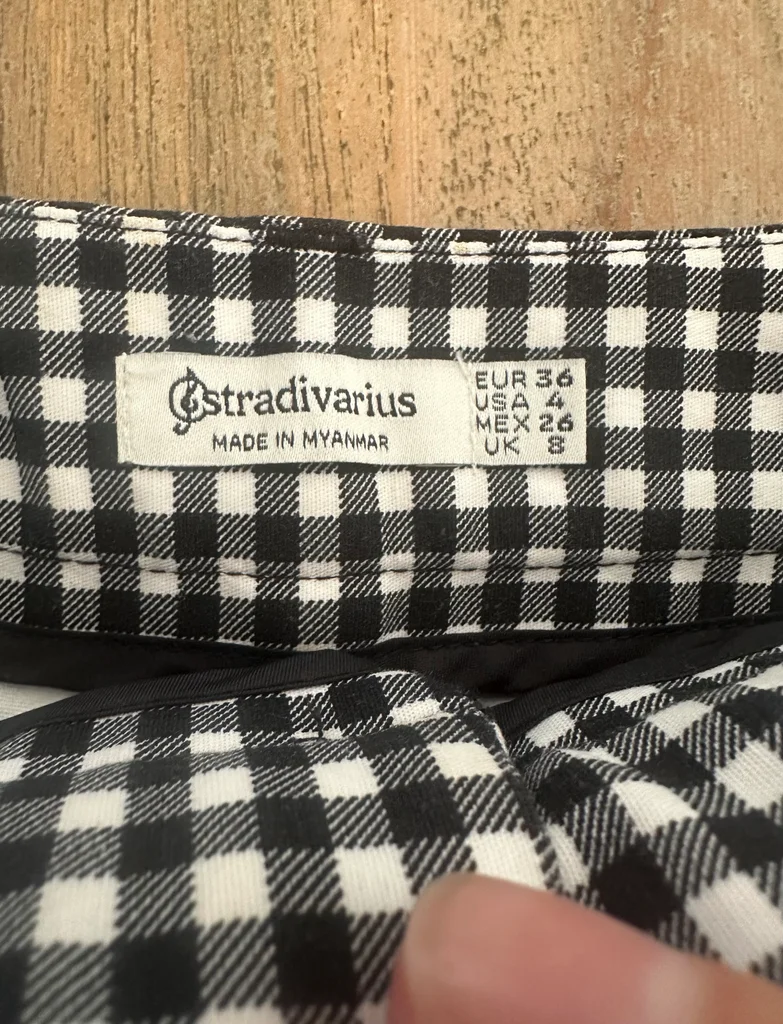 stradivarius
MADE IN MYANMAR
EUR 36
USA 4
MEX 26
UK 8